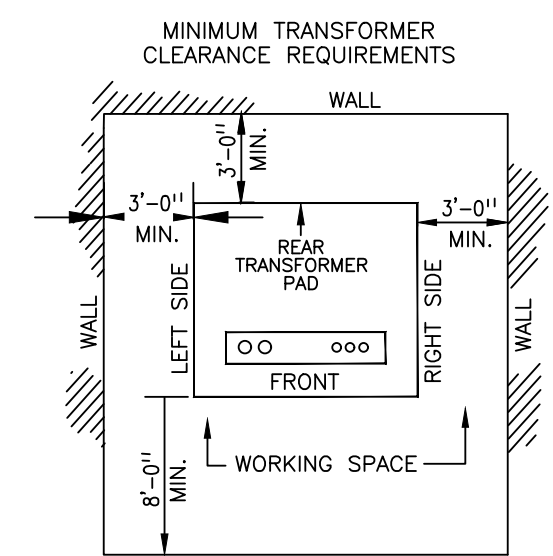 MINIMUM TRANSFORMER
CLEARANCE REQUIREMENTS
WALL
3'-0"
MIN.
3'-0"
MIN.
3'-0"
MIN.
REAR
TRANSFORMER
PAD
WALL
LEFT SIDE
RIGHT SIDE
WALL
FRONT
8'-0"
MIN.
WORKING SPACE